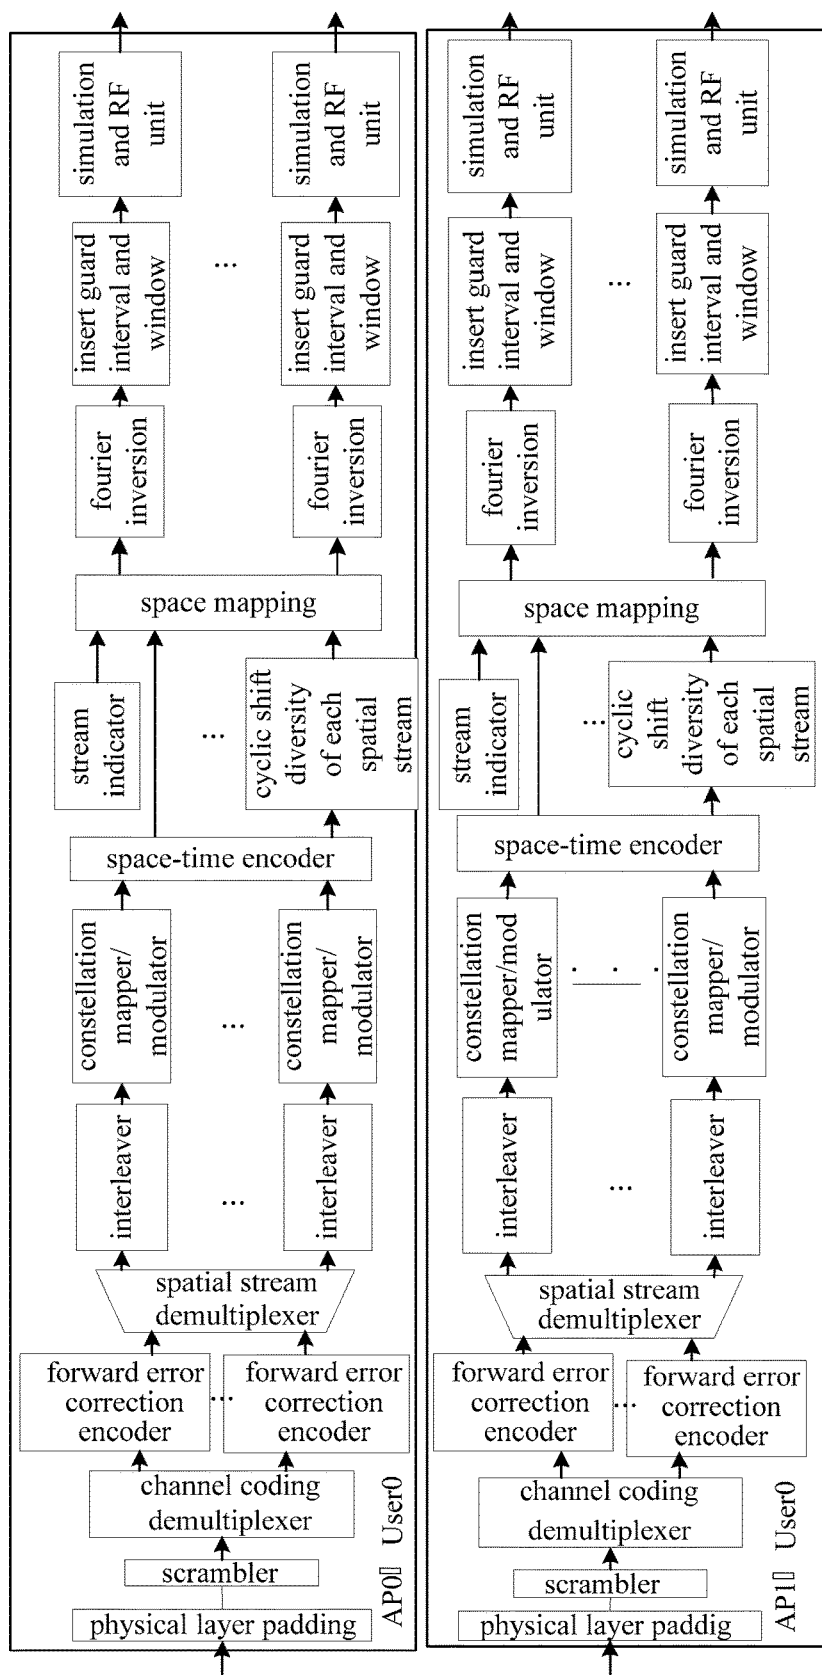 simulation
and RF
unit
simulation
and RF
unit
insert guard
interval and
window
...
insert guard
interval and
window
fourier
inversion
fourier
inversion
space mapping
stream
indicator
...
cyclic shift
diversity
of each
spatial
stream
space-time encoder
constellation
mapper/
modulator
...
constellation
mapper/
modulator
interleaver
...
interleaver
spatial stream
demultiplexer
forward error
correction
encoder
...
forward error
correction
encoder
channel coding
demultiplexer
scrambler
physical layer padding
AP0▯ User0
simulation
and RF
unit
simulation
and RF
unit
insert guard
interval and
window
...
insert guard
interval and
window
fourier
inversion
fourier
inversion
space mapping
stream
indicator
...
cyclic
shift
diversity
of each
spatial
stream
space-time encoder
constellation
mapper/mod
ulator
. . .
constellation
mapper/
modulator
interleaver
...
interleaver
spatial stream
demultiplexer
forward error
correction
encoder
...
forward error
correction
encoder
channel coding
demultiplexer
scrambler
physical layer paddig
AP1▯ User0